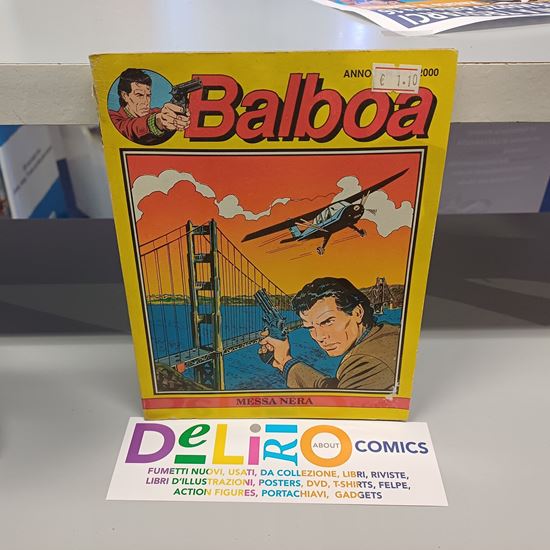 ANNO
2000
€ 1.10
Balboa
MESSA NERA
DeLiRiO
ABOUT
COMICS
FUMETTI NUOVI, USATI, DA COLLEZIONE, LIBRI, RIVISTE,
LIBRI D'ILLUSTRAZIONI, POSTERS, DVD, T-SHIRTS, FELPE,
ACTION FIGURES, PORTACHIAVI, GADGETS